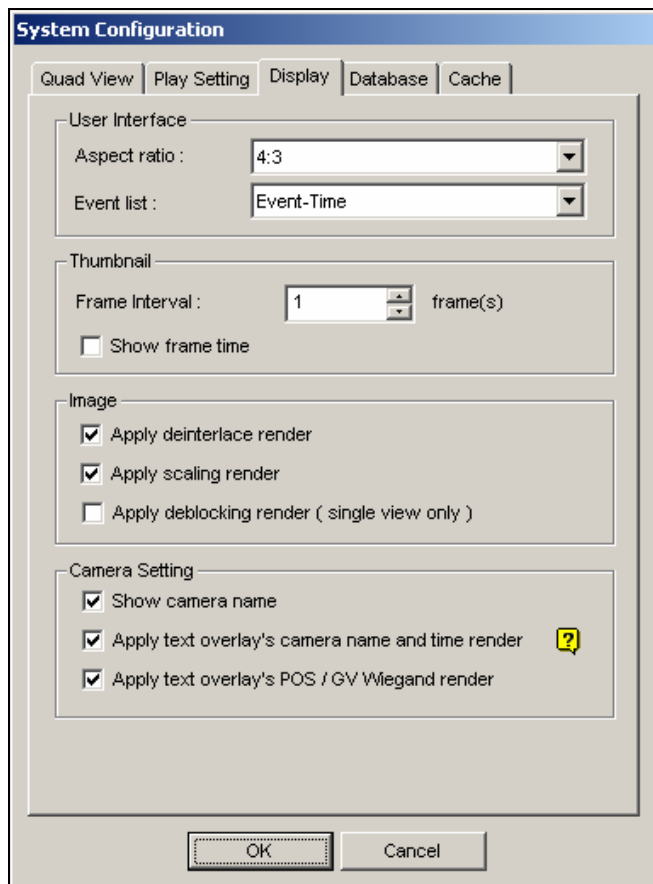 System Configuration
Quad View Play Setting Display Database Cache
User Interface
Aspect ratio : 4:3
Event list : Event-Time
Thumbnail
Frame Interval : 1 frame(s)
Show frame time
Image
Apply deinterlace render
Apply scaling render
Apply deblocking render ( single view only )
Camera Setting
Show camera name
Apply text overlay's camera name and time render ?
Apply text overlay's POS / GV Wiegand render
OK Cancel